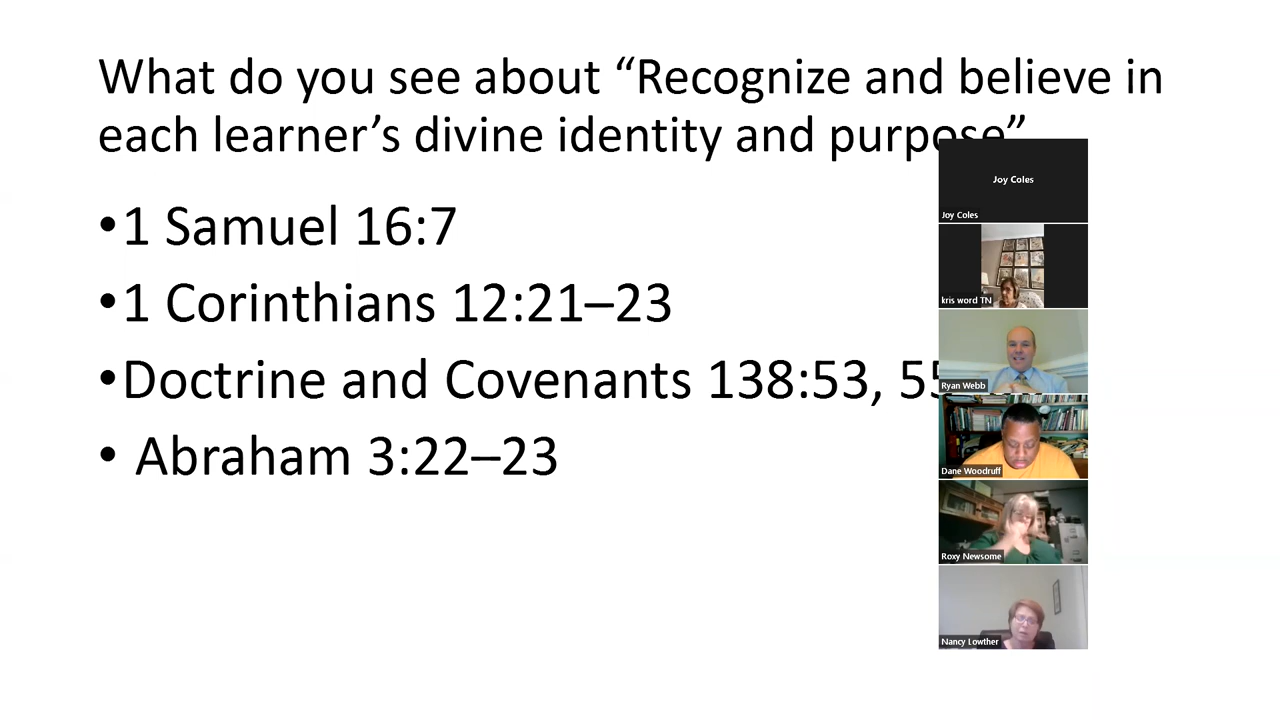 What do you see about “Recognize and believe in
each learner’s divine identity and purpose”
•1 Samuel 16:7
•1 Corinthians 12:21–23
•Doctrine and Covenants 138:53,
• Abraham 3:22–23
Joy Coles
Joy Coles
kris word TN
Ryan Webb
Dane Woodruff
Roxy Newsome
Nancy Lowther